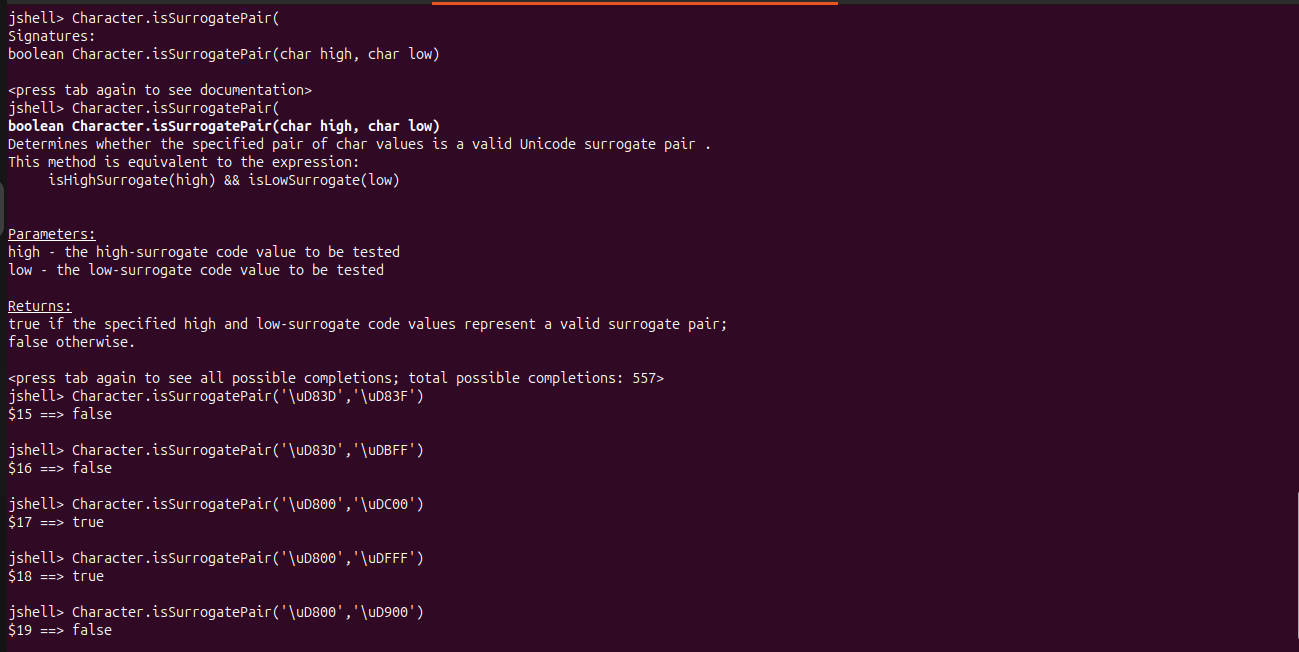 jshell> Character.isSurrogatePair(
Signatures:
boolean Character.isSurrogatePair(char high, char low)
<press tab again to see documentation>
jshell> Character.isSurrogatePair(
boolean Character.isSurrogatePair(char high, char low)
Determines whether the specified pair of char values is a valid Unicode surrogate pair .
This method is equivalent to the expression:
isHighSurrogate(high) && isLowSurrogate(low)
Parameters:
high - the high-surrogate code value to be tested
low - the low-surrogate code value to be tested
Returns:
true if the specified high and low-surrogate code values represent a valid surrogate pair;
false otherwise.
<press tab again to see all possible completions; total possible completions: 557>
jshell> Character.isSurrogatePair('\uD83D','\uD83F')
$15 ==> false
jshell> Character.isSurrogatePair('\uD83D','\uDBFF')
$16 ==> false
jshell> Character.isSurrogatePair('\uD800','\uDC00')
$17 ==> true
jshell> Character.isSurrogatePair('\uD800','\uDFFF')
$18 ==> true
jshell> Character.isSurrogatePair('\uD800','\uD900')
$19 ==> false